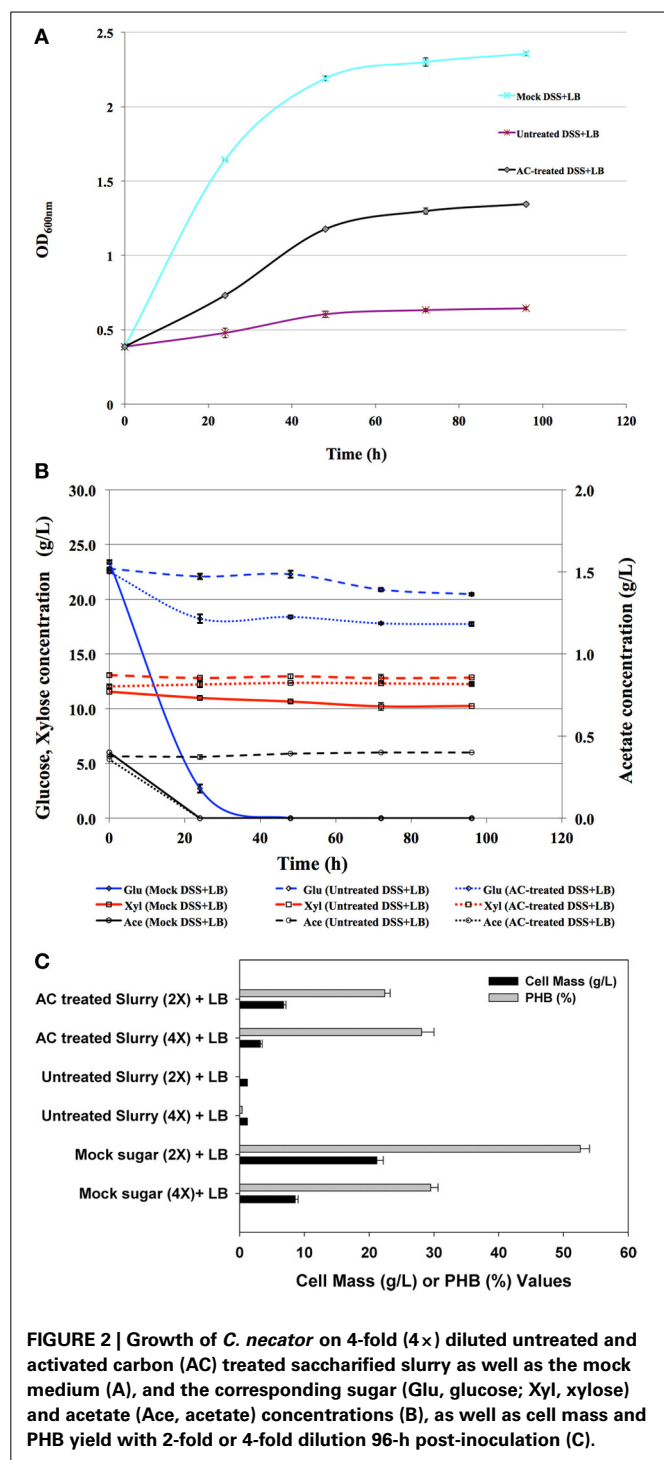 A
2.5
2
1.5
1
0.5
0
OD600nm
Mock DSS+LB
Untreated DSS+LB
AC-treated DSS+LB
0 20 40 60 80 100 120
Time (h)
B
30.0
25.0
20.0
15.0
10.0
5.0
0.0
Glucose, Xylose concentration (g/L)
2.0
1.5
1.0
0.5
0.0
Acetate concentration (g/L)
0 20 40 60 80 100 120
Time (h)
Glu (Mock DSS+LB) Glu (Untreated DSS+LB) Glu (AC-treated DSS+LB)
Xyl (Mock DSS+LB) Xyl (Untreated DSS+LB) Xyl (AC-treated DSS+LB)
Ace (Mock DSS+LB) Ace (Untreated DSS+LB) Ace (AC-treated DSS+LB)
C
Cell Mass (g/L)
PHB (%)
AC treated Slurry (2X) + LB
AC treated Slurry (4X) + LB
Untreated Slurry (2X) + LB
Untreated Slurry (4X) + LB
Mock sugar (2X) + LB
Mock sugar (4X)+ LB
0 10 20 30 40 50 60
Cell Mass (g/L) or PHB (%) Values
FIGURE 2 | Growth of C. necator on 4-fold (4×) diluted untreated and
activated carbon (AC) treated saccharified slurry as well as the mock
medium (A), and the corresponding sugar (Glu, glucose; Xyl, xylose)
and acetate (Ace, acetate) concentrations (B), as well as cell mass and
PHB yield with 2-fold or 4-fold dilution 96-h post-inoculation (C).